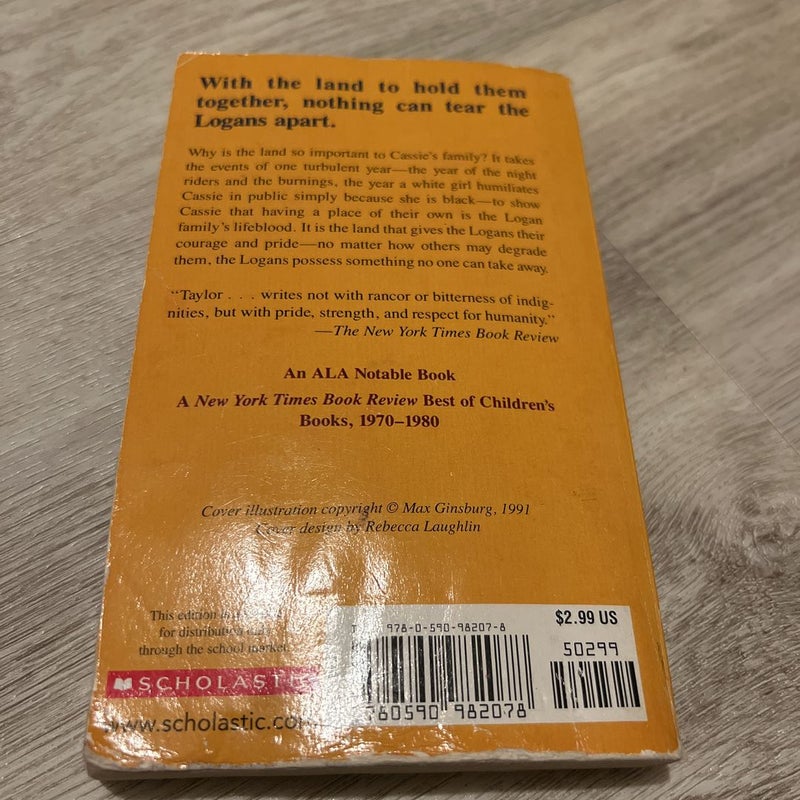 With the land to hold them
together, nothing can tear the
Logans apart.
Why is the land so important to Cassie's family? It takes
the events of one turbulent year—the year of the night
riders and the burnings, the year a white girl humiliates
Cassie in public simply because she is black—to show
Cassie that having a place of their own is the Logan
family's lifeblood. It is the land that gives the Logans their
courage and pride—no matter how others may degrade
them, the Logans possess something no one can take away.
"Taylor . . . writes not with rancor or bitterness of indig-
nities, but with pride, strength, and respect for humanity."
—The New York Times Book Review
An ALA Notable Book
A New York Times Book Review Best of Children's
Books, 1970–1980
Cover illustration copyright © Max Ginsburg, 1991
Cover design by Rebecca Laughlin
This edition
for distribution only
through the school market.
SCHOLASTIC
www.scholastic.com
$2.99 US
978-0-590-98207-8
50299
780590 982078